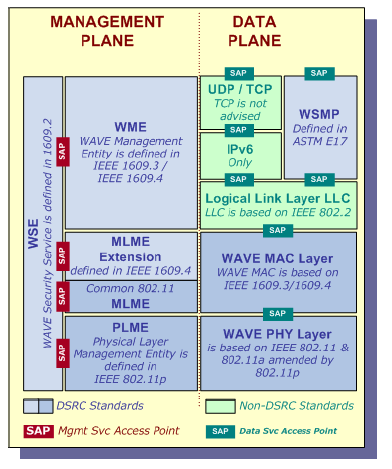 MANAGEMENT
PLANE
DATA
PLANE
WSE
WAVE Security Service is defined in 1609.2
SAP
WME
WAVE Management
Entity is defined in
IEEE 1609.3 /
IEEE 1609.4
SAP
MLME
Extension
defined in IEEE 1609.4
SAP
Common 802.11
MLME
SAP
PLME
Physical Layer
Management Entity is
defined in
IEEE 802.11p
SAP
UDP / TCP
TCP is not
advised
SAP
IPv6
Only
SAP
WSMP
Defined in
ASTM E17
SAP
SAP
Logical Link Layer LLC
LLC is based on IEEE 802.2
SAP
WAVE MAC Layer
WAVE MAC is based on
IEEE 1609.3/1609.4
SAP
WAVE PHY Layer
is based on IEEE 802.11 &
802.11a amended by
802.11p
DSRC Standards
Non-DSRC Standards
SAP
Mgmt Svc Access Point
SAP
Data Svc Access Point